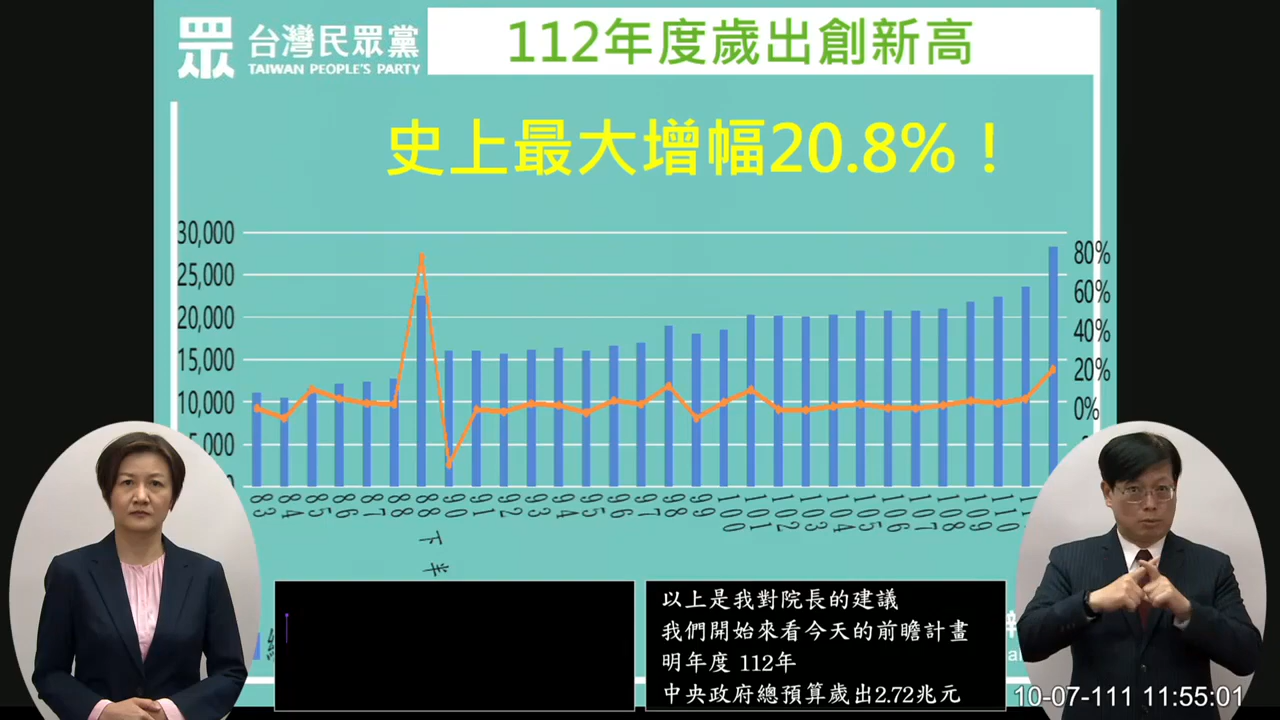 眾 台灣民眾黨
TAIWAN PEOPLE'S PARTY
112年度歲出創新高
史上最大增幅20.8%！
30,000
25,000
20,000
15,000
10,000
5,000
80%
60%
40%
20%
0%
83 84 85 86 87 88 88下半 90 91 92 93 94 95 96 97 98 99 100 101 102 103 104 105 106 107 108 109 110
以上是我對院長的建議
我們開始來看今天的前瞻計畫
明年度 112年
中央政府總預算歲出2.72兆元
10-07-111 11:55:01